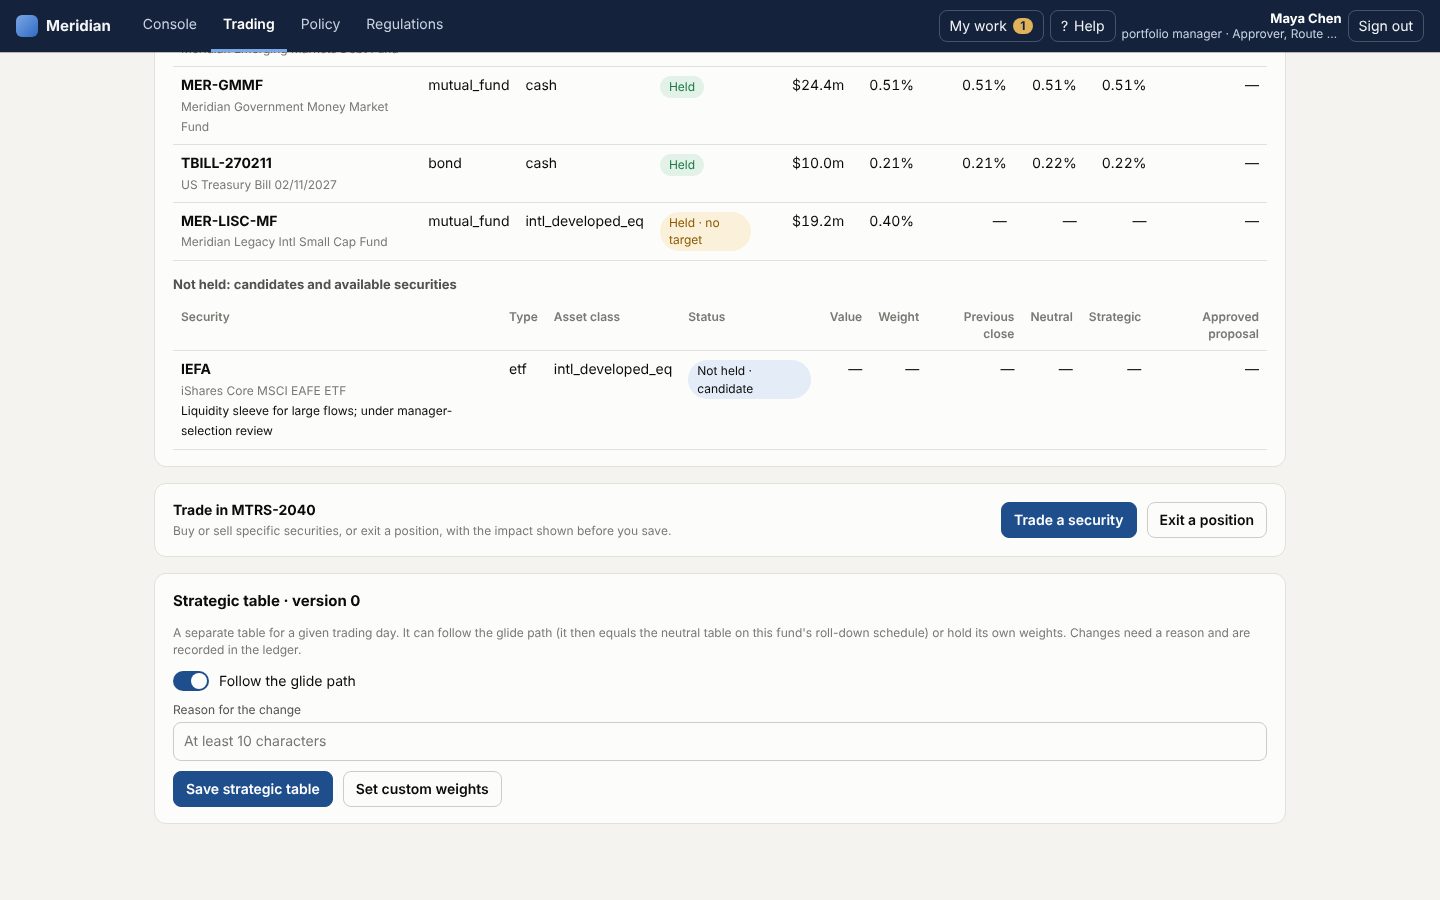 Meridian Console Trading Policy Regulations My work 1 ? Help Maya Chen Sign out
portfolio manager · Approver, Route ...
MER-GMMF mutual_fund cash Held $24.4m 0.51% 0.51% 0.51% 0.51% —
Meridian Government Money Market
Fund
TBILL-270211 bond cash Held $10.0m 0.21% 0.21% 0.22% 0.22% —
US Treasury Bill 02/11/2027
MER-LISC-MF mutual_fund intl_developed_eq Held · no target $19.2m 0.40% — — — —
Meridian Legacy Intl Small Cap Fund
Not held: candidates and available securities
Security Type Asset class Status Value Weight Previous close Neutral Strategic Approved proposal
IEFA etf intl_developed_eq Not held · candidate — — — — — —
iShares Core MSCI EAFE ETF
Liquidity sleeve for large flows; under manager-
selection review
Trade in MTRS-2040
Buy or sell specific securities, or exit a position, with the impact shown before you save.
Trade a security Exit a position
Strategic table · version 0
A separate table for a given trading day. It can follow the glide path (it then equals the neutral table on this fund's roll-down schedule) or hold its own weights. Changes need a reason and are
recorded in the ledger.
Follow the glide path
Reason for the change
At least 10 characters
Save strategic table Set custom weights